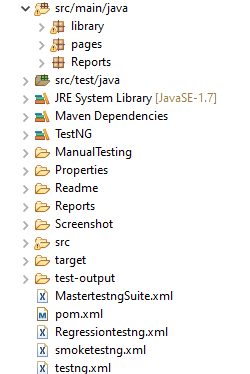 src/main/java
library
pages
Reports
src/test/java
JRE System Library [JavaSE-1.7]
Maven Dependencies
TestNG
ManualTesting
Properties
Readme
Reports
Screenshot
src
target
test-output
MastertestngSuite.xml
pom.xml
Regressiontestng.xml
smoketestng.xml
testng.xml